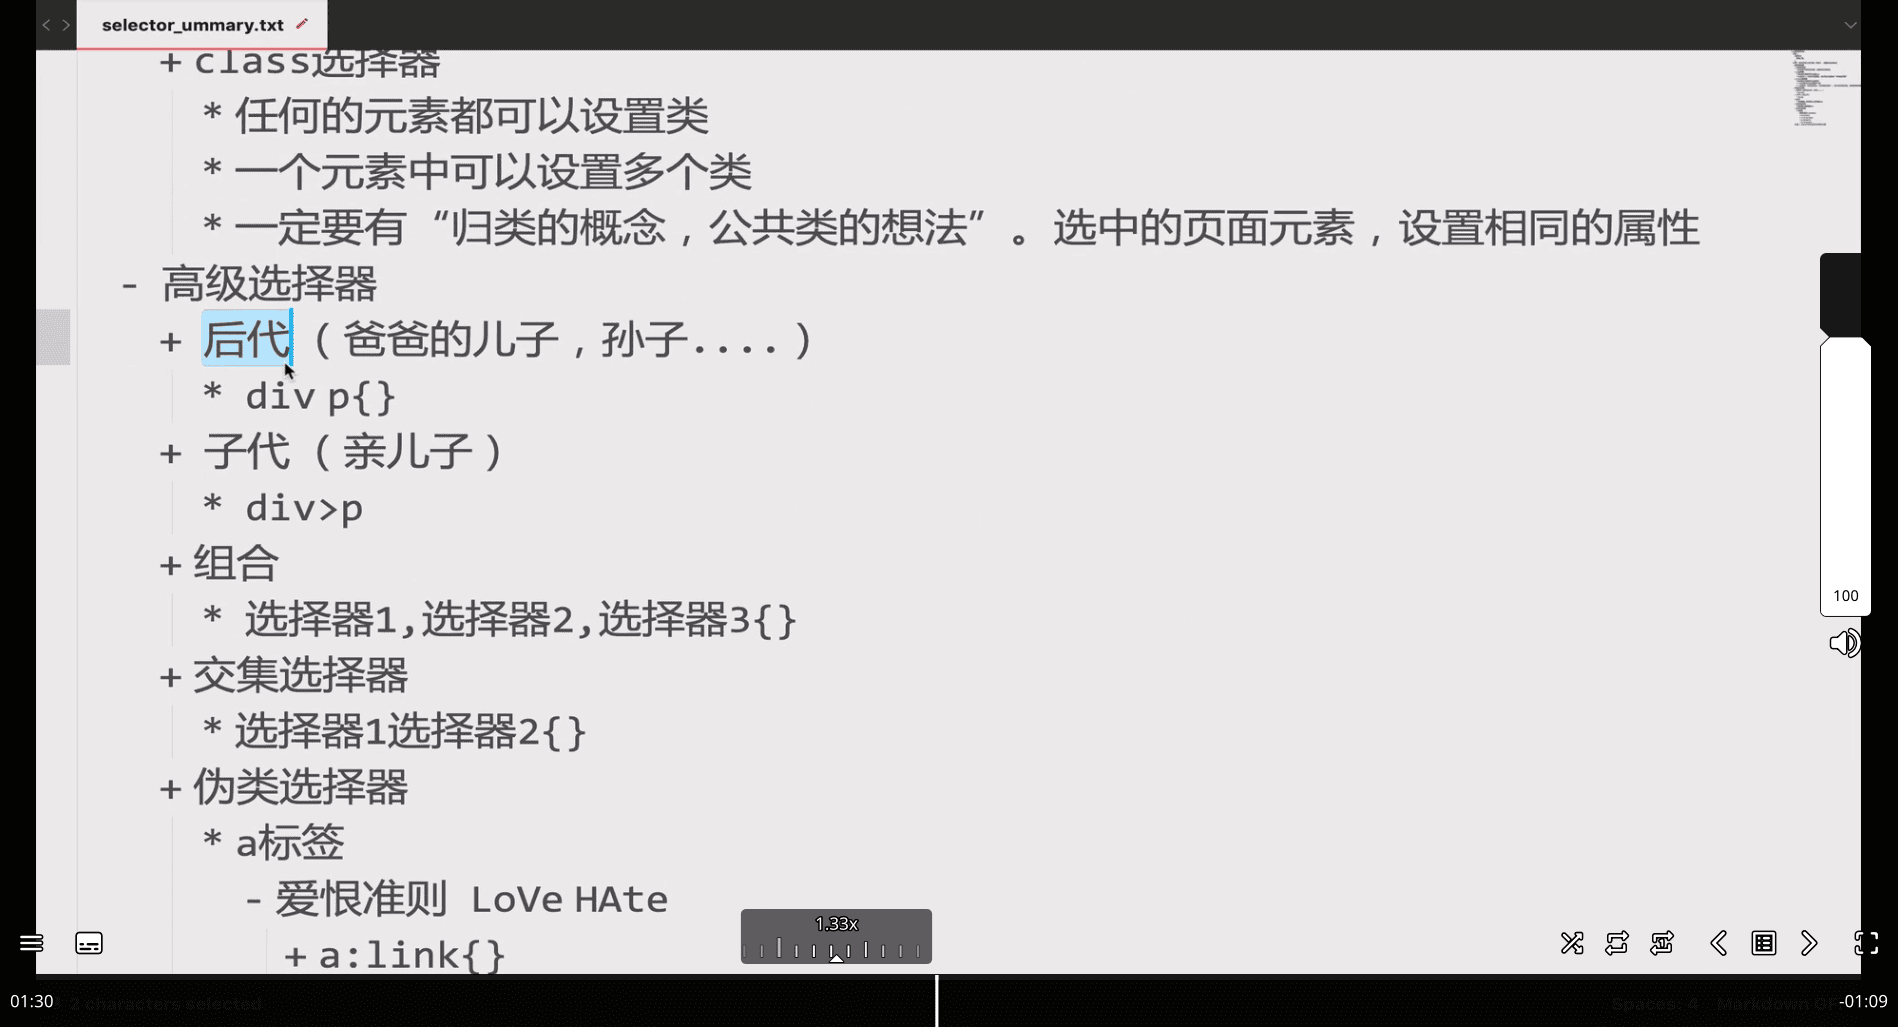 selector_ummary.txt
+ class选择器
* 任何的元素都可以设置类
* 一个元素中可以设置多个类
* 一定要有“归类的概念，公共类的想法”。选中的页面元素，设置相同的属性
- 高级选择器
+ 后代（爸爸的儿子，孙子....）
* div p{}
+ 子代（亲儿子）
* div>p
+ 组合
* 选择器1,选择器2,选择器3{}
100
+ 交集选择器
* 选择器1选择器2{}
+ 伪类选择器
* a标签
- 爱恨准则 LoVe HAte
1.33x
+ a:link{}
01:30
2 characters selected
Spaces: 4
Markdown
-01:09